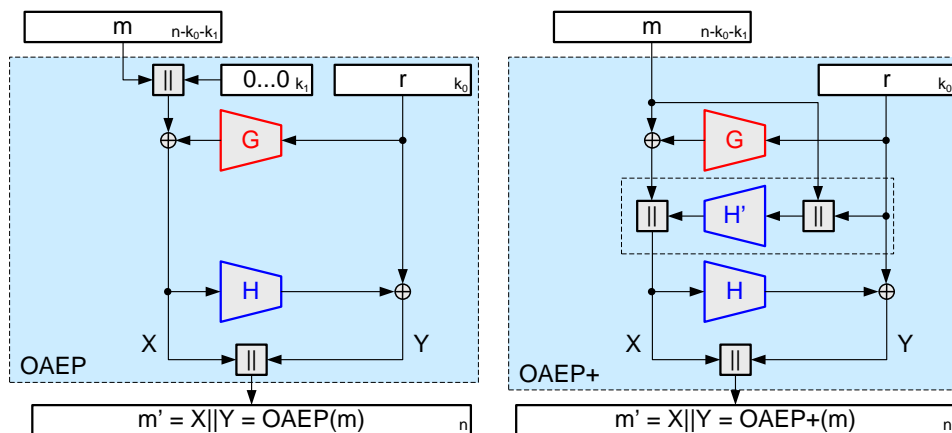 m n-k₀-k₁
|| 0...0 k₁ r k₀
G
H
X Y
||
OAEP
m' = X||Y = OAEP(m) n
m n-k₀-k₁
r k₀
G
|| H' ||
H
X Y
||
OAEP+
m' = X||Y = OAEP+(m) n